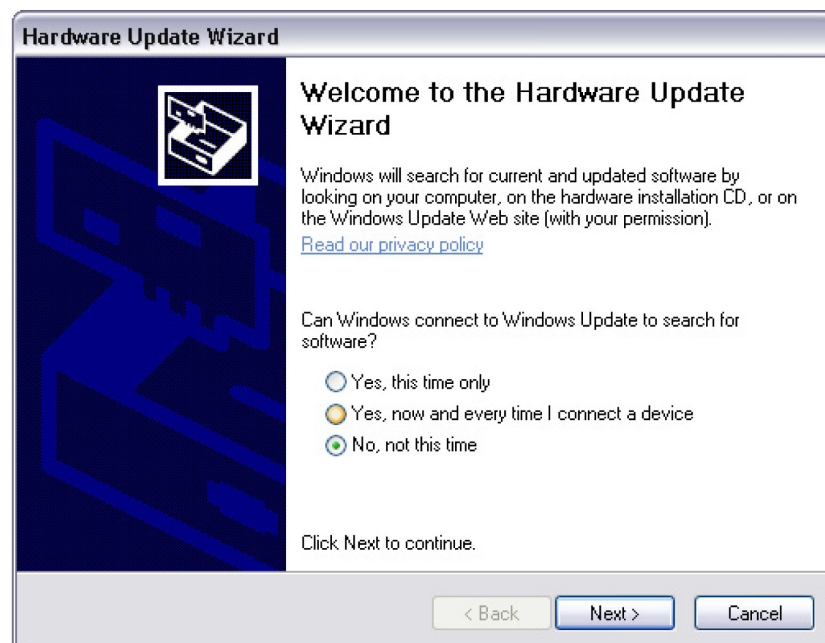 Hardware Update Wizard
Welcome to the Hardware Update
Wizard
Windows will search for current and updated software by
looking on your computer, on the hardware installation CD, or on
the Windows Update Web site (with your permission).
Read our privacy policy
Can Windows connect to Windows Update to search for
software?
Yes, this time only
Yes, now and every time I connect a device
No, not this time
Click Next to continue.
< Back
Next >
Cancel